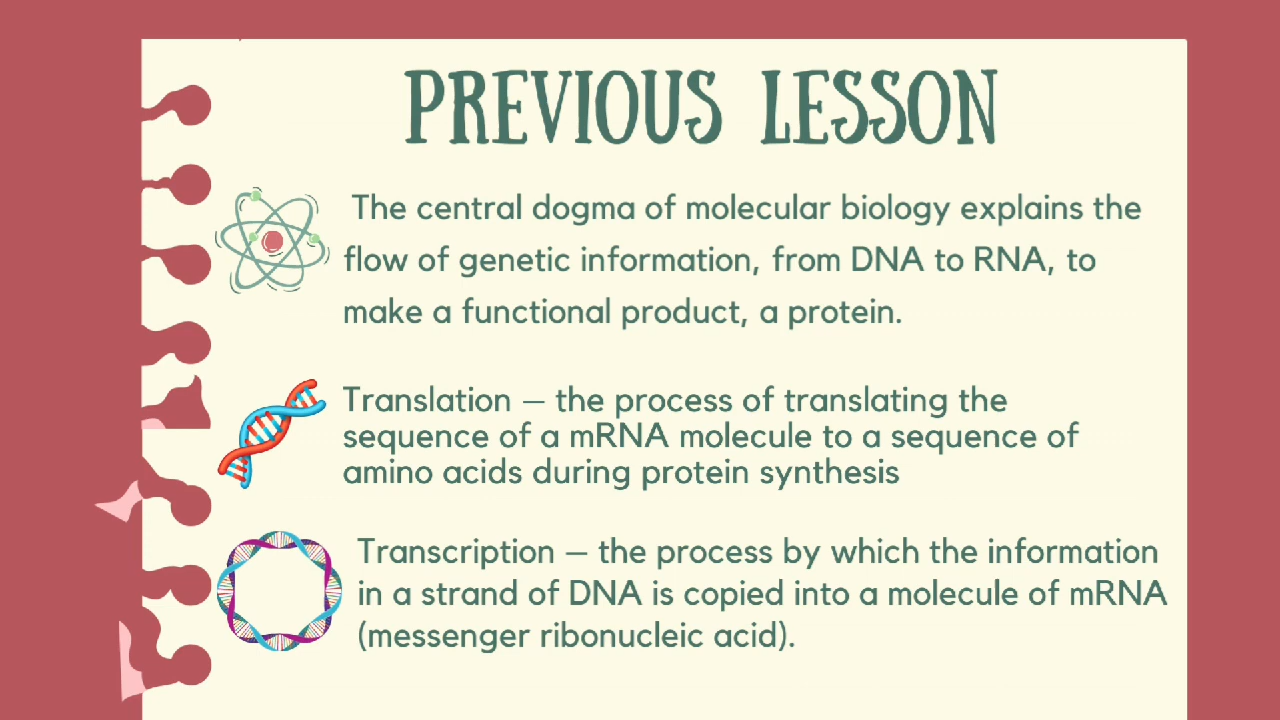 PREVIOUS LESSON
The central dogma of molecular biology explains the
flow of genetic information, from DNA to RNA, to
make a functional product, a protein.
Translation – the process of translating the
sequence of a mRNA molecule to a sequence of
amino acids during protein synthesis
Transcription – the process by which the information
in a strand of DNA is copied into a molecule of mRNA
(messenger ribonucleic acid).